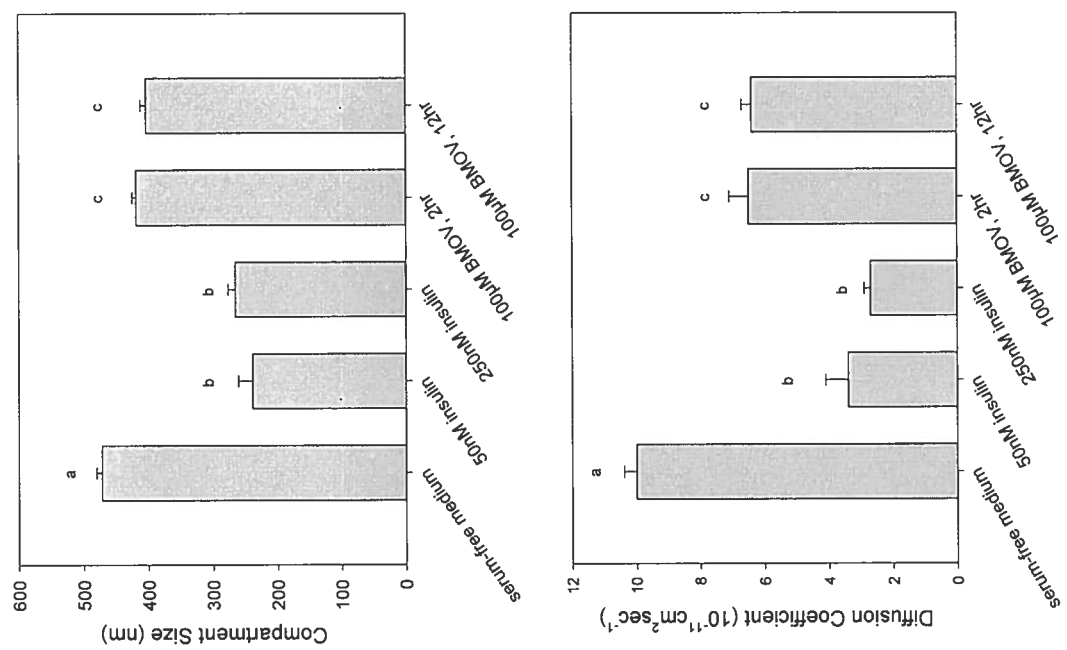 600
500
400
300
200
100
0
Compartment Size (nm)
a
b
b
c
c
serum-free medium
50nM insulin
250nM insulin
100µM BMOV, 2hr
100µM BMOV, 12hr
12
10
8
6
4
2
0
Diffusion Coefficient (10⁻¹¹cm²sec⁻¹)
a
b
b
c
c
serum-free medium
50nM insulin
250nM insulin
100µM BMOV, 2hr
100µM BMOV, 12hr